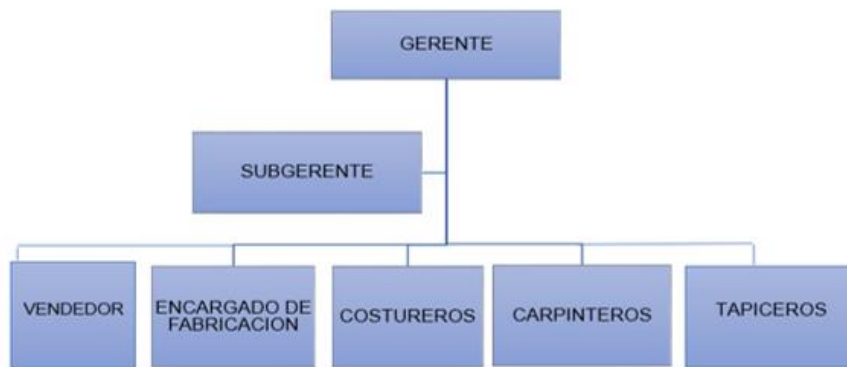 GERENTE
SUBGERENTE
VENDEDOR
ENCARGADO DE
FABRICACION
COSTUREROS
CARPINTEROS
TAPICEROS